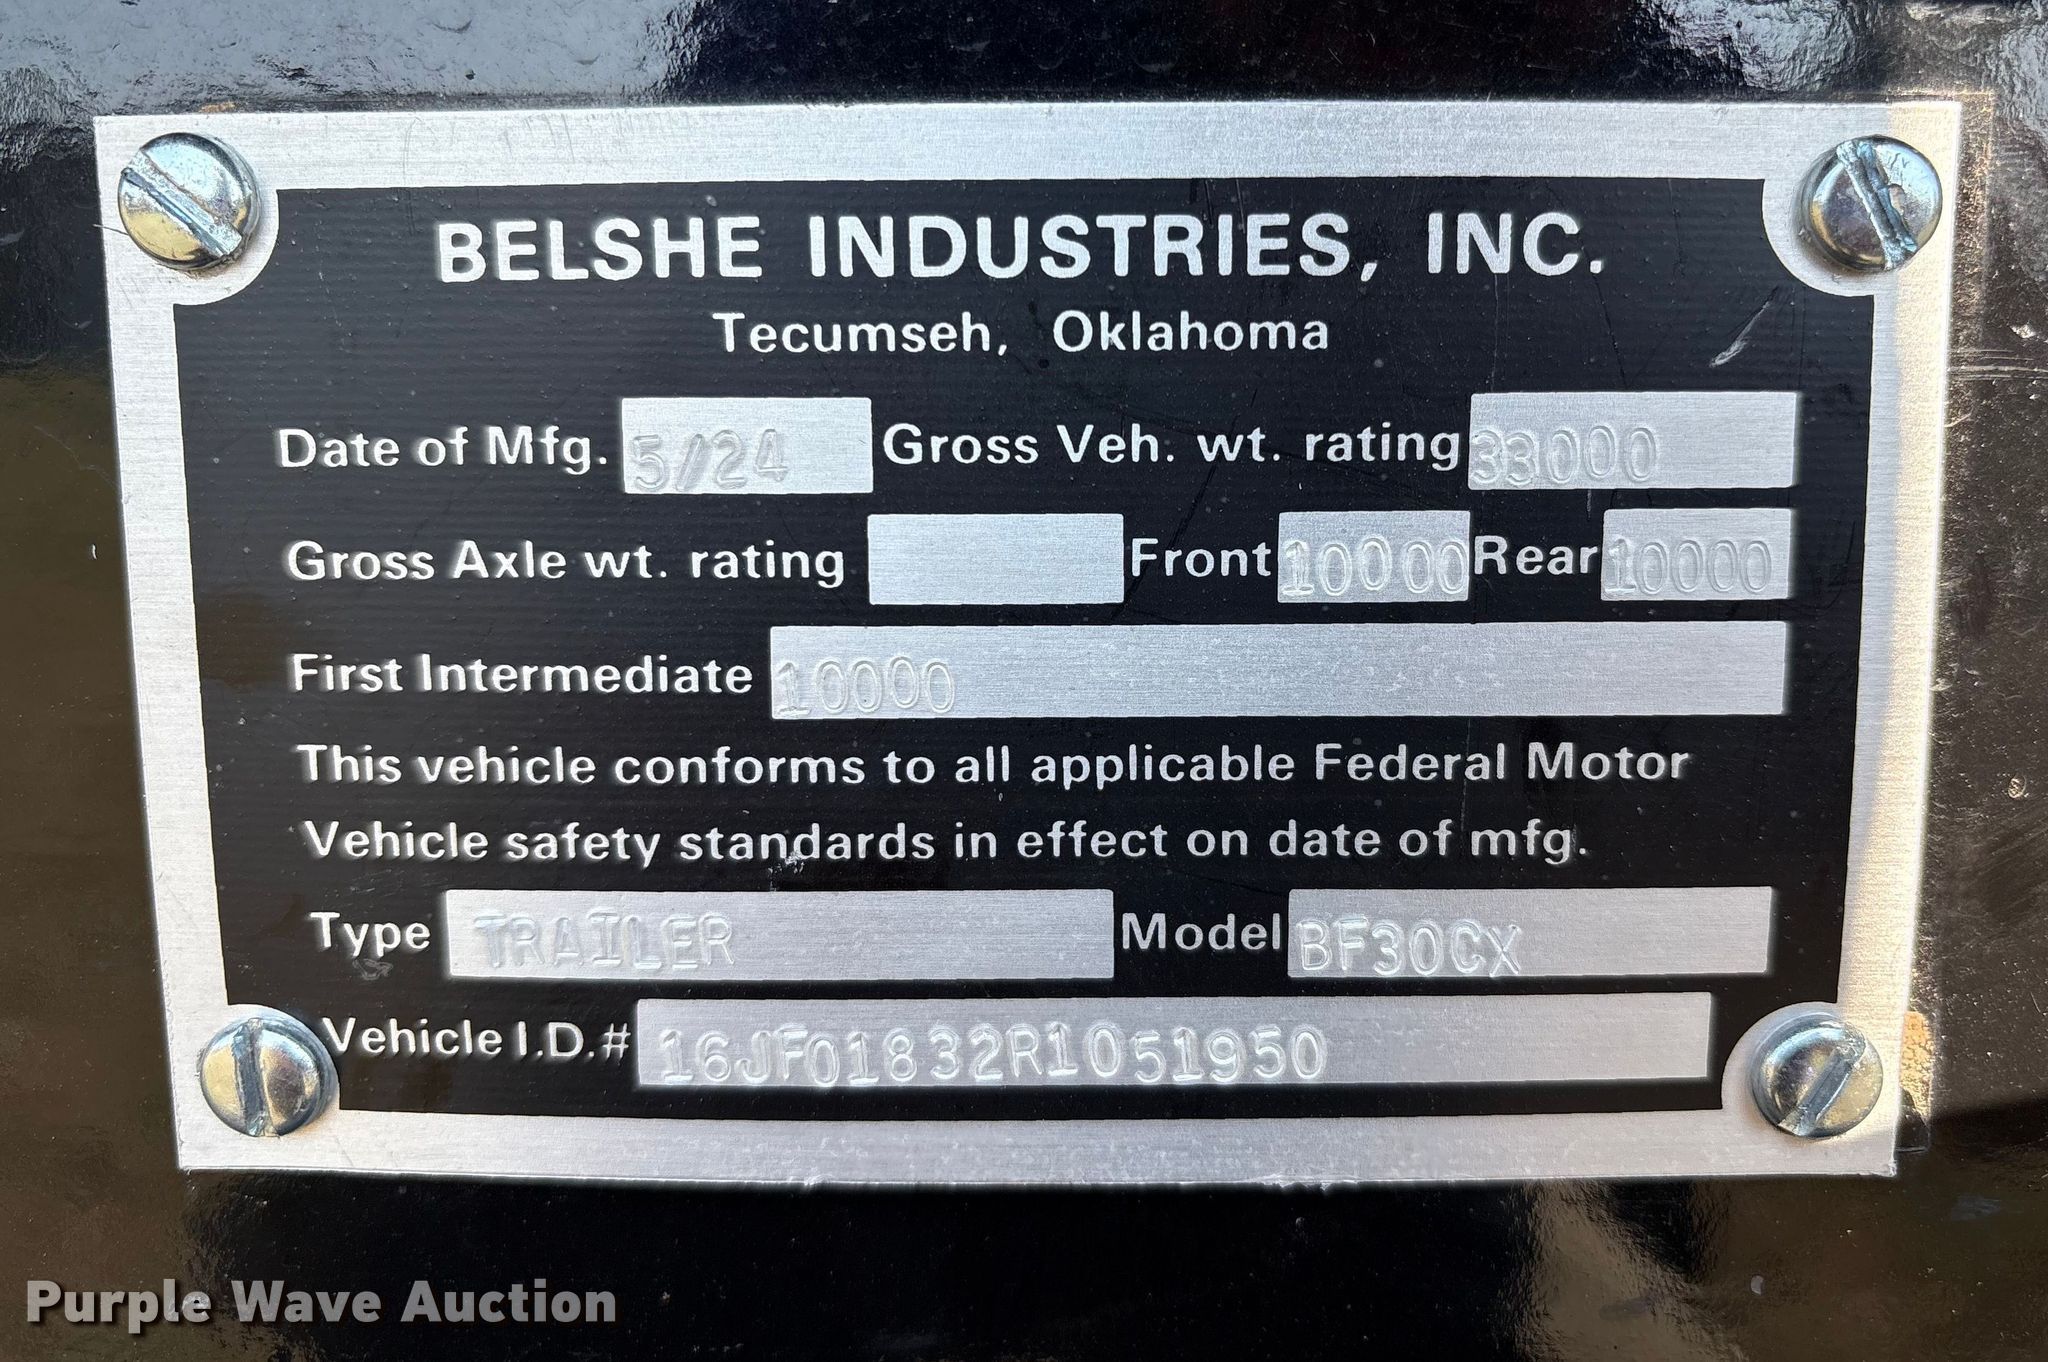 BELSHE INDUSTRIES, INC.
Tecumseh, Oklahoma
Date of Mfg. 5/24 Gross Veh. wt. rating 33000
Gross Axle wt. rating Front 10000 Rear 10000
First Intermediate 10000
This vehicle conforms to all applicable Federal Motor
Vehicle safety standards in effect on date of mfg.
Type TRAILER Model BF30CX
Vehicle I.D.# 16JF01832R1051950
Purple Wave Auction